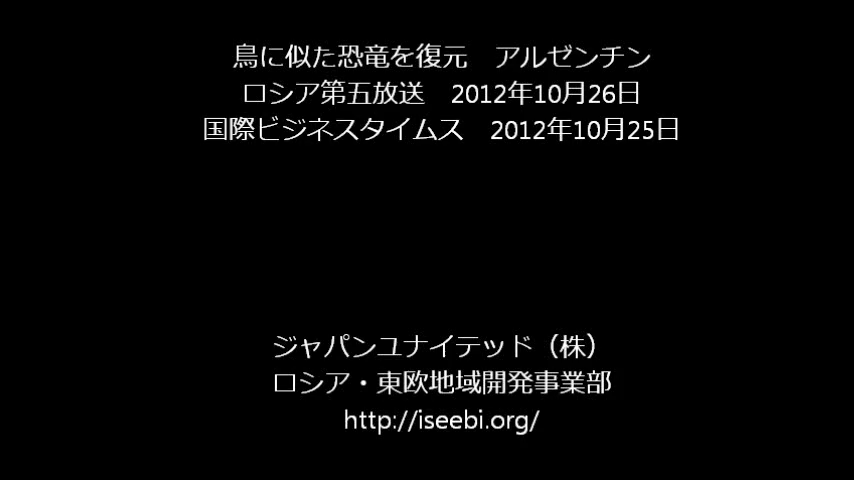 鳥に似た恐竜を復元　アルゼンチン
ロシア第五放送　2012年10月26日
国際ビジネスタイムス　2012年10月25日
ジャパンユナイテッド（株）
ロシア・東欧地域開発事業部
http://iseebi.org/